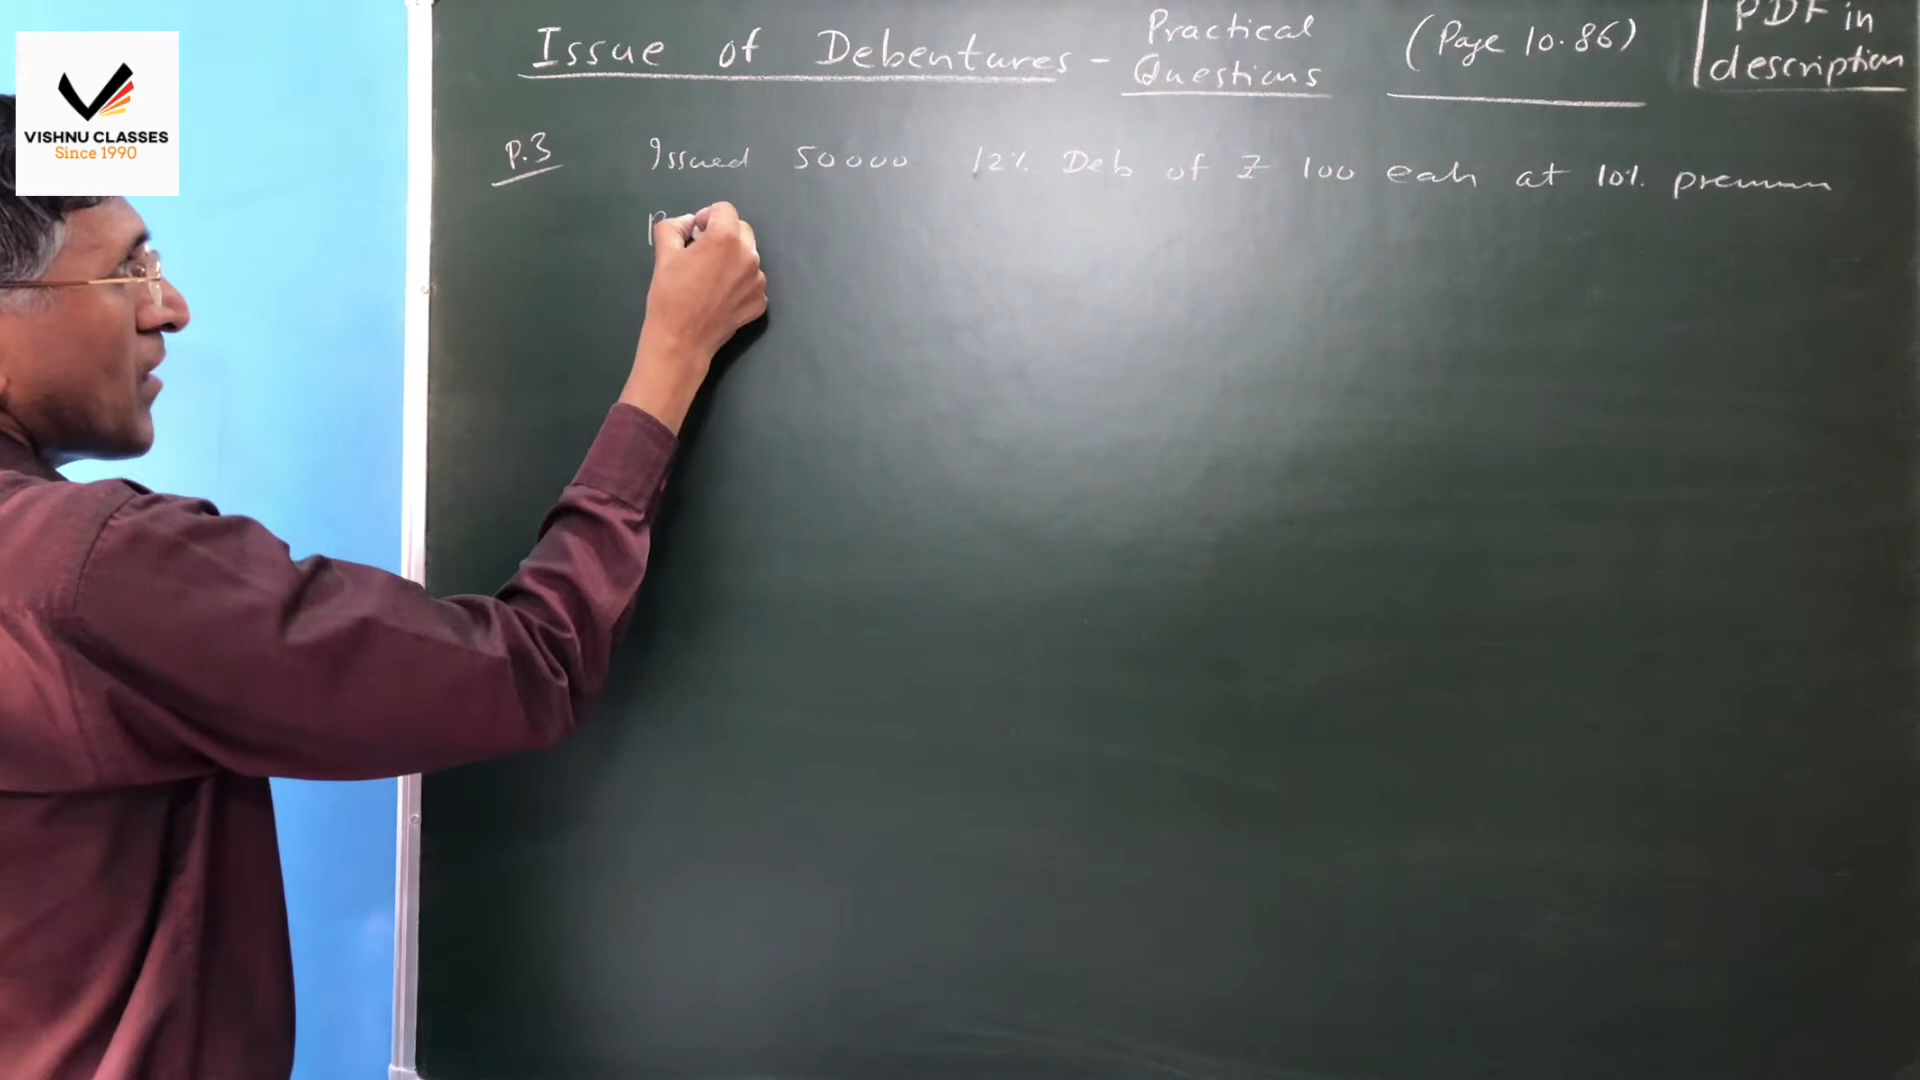 VISHNU CLASSES
Since 1990
Issue of Debentures - Practical Questions (Page 10.86)
PDF in description
P.3 Issued 50000 12% Deb of ₹ 100 each at 10% premium